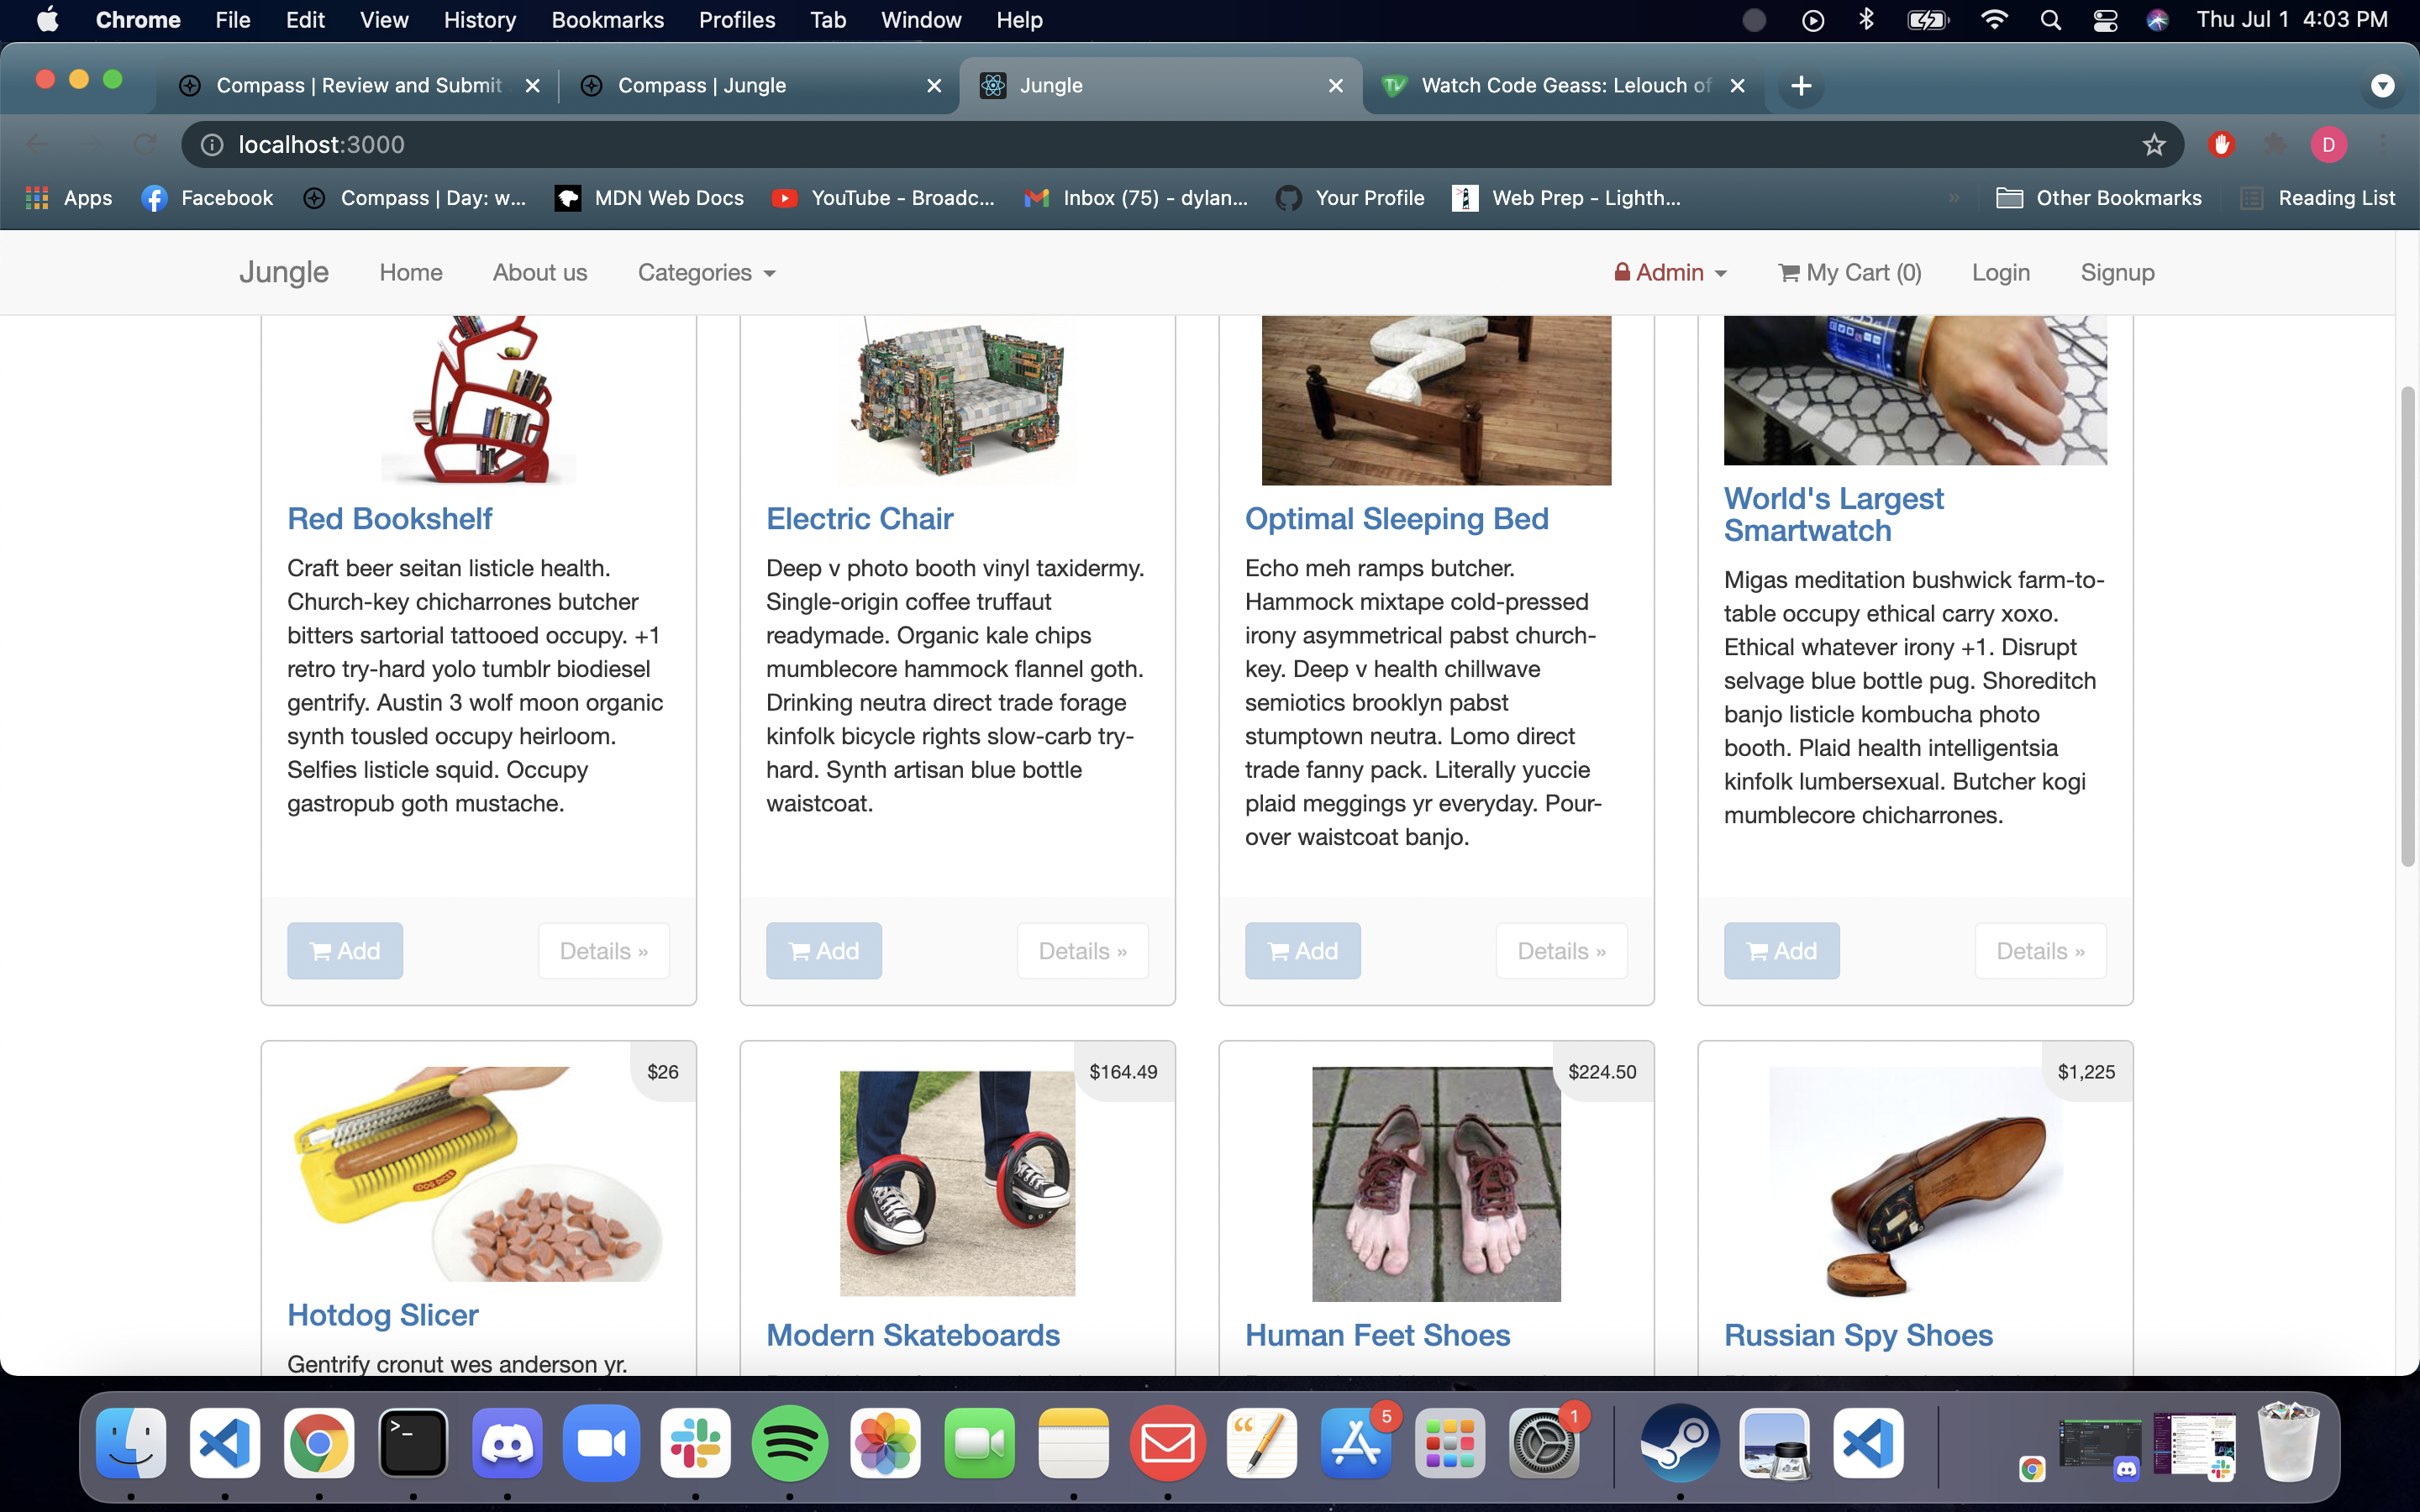 Chrome File Edit View History Bookmarks Profiles Tab Window Help Thu Jul 1 4:03 PM
Compass | Review and Submit Compass | Jungle Jungle Watch Code Geass: Lelouch of
localhost:3000 D
Apps Facebook Compass | Day: w... MDN Web Docs YouTube - Broadc... Inbox (75) - dylan... Your Profile Web Prep - Lighth... » Other Bookmarks Reading List
Jungle Home About us Categories Admin My Cart (0) Login Signup
Red Bookshelf
Craft beer seitan listicle health.
Church-key chicharrones butcher
bitters sartorial tattooed occupy. +1
retro try-hard yolo tumblr biodiesel
gentrify. Austin 3 wolf moon organic
synth tousled occupy heirloom.
Selfies listicle squid. Occupy
gastropub goth mustache.
Add Details »
Electric Chair
Deep v photo booth vinyl taxidermy.
Single-origin coffee truffaut
readymade. Organic kale chips
mumblecore hammock flannel goth.
Drinking neutra direct trade forage
kinfolk bicycle rights slow-carb try-
hard. Synth artisan blue bottle
waistcoat.
Add Details »
Optimal Sleeping Bed
Echo meh ramps butcher.
Hammock mixtape cold-pressed
irony asymmetrical pabst church-
key. Deep v health chillwave
semiotics brooklyn pabst
stumptown neutra. Lomo direct
trade fanny pack. Literally yuccie
plaid meggings yr everyday. Pour-
over waistcoat banjo.
Add Details »
World's Largest
Smartwatch
Migas meditation bushwick farm-to-
table occupy ethical carry xoxo.
Ethical whatever irony +1. Disrupt
selvage blue bottle pug. Shoreditch
banjo listicle kombucha photo
booth. Plaid health intelligentsia
kinfolk lumbersexual. Butcher kogi
mumblecore chicharrones.
Add Details »
$26
Hotdog Slicer
Gentrify cronut wes anderson yr.
$164.49
Modern Skateboards
$224.50
Human Feet Shoes
$1,225
Russian Spy Shoes
5
1